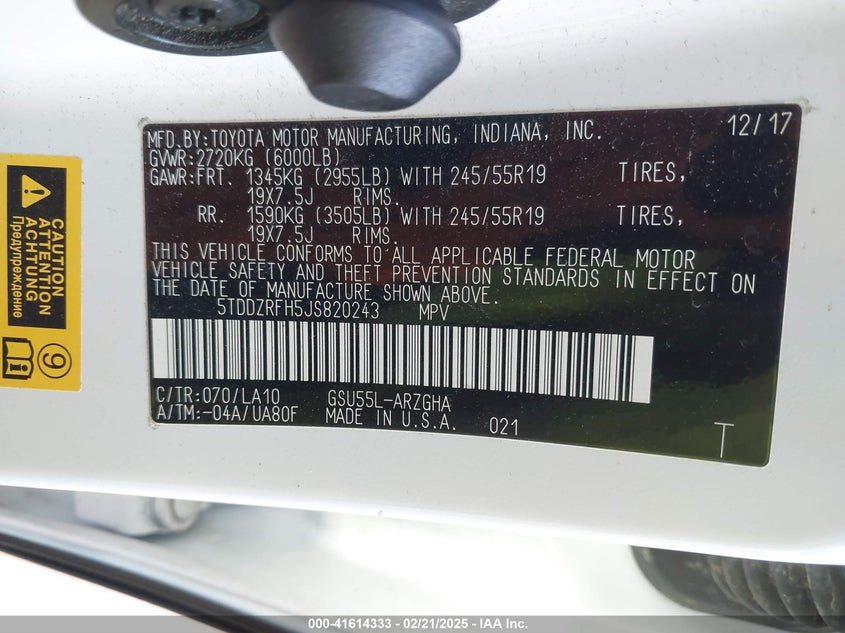 MFD.BY:TOYOTA MOTOR MANUFACTURING, INDIANA, INC. 12/17
GVWR:2720KG (6000LB)
GAWR:FRT. 1345KG (2955LB) WITH 245/55R19 TIRES,
19X7.5J RIMS.
RR. 1590KG (3505LB) WITH 245/55R19 TIRES,
19X7.5J RIMS.
THIS VEHICLE CONFORMS TO ALL APPLICABLE FEDERAL MOTOR
VEHICLE SAFETY AND THEFT PREVENTION STANDARDS IN EFFECT ON
THE DATE OF MANUFACTURE SHOWN ABOVE.
5TDDZRFH5JS820243 MPV
C/TR:070/LA10 GSU55L-ARZGHA
A/TM:-04A/UA80F MADE IN U.S.A. 021
T
CAUTION
ATTENTION
ACHTUNG
Предупреждение
9
000-41614333 - 02/21/2025 - IAA Inc.